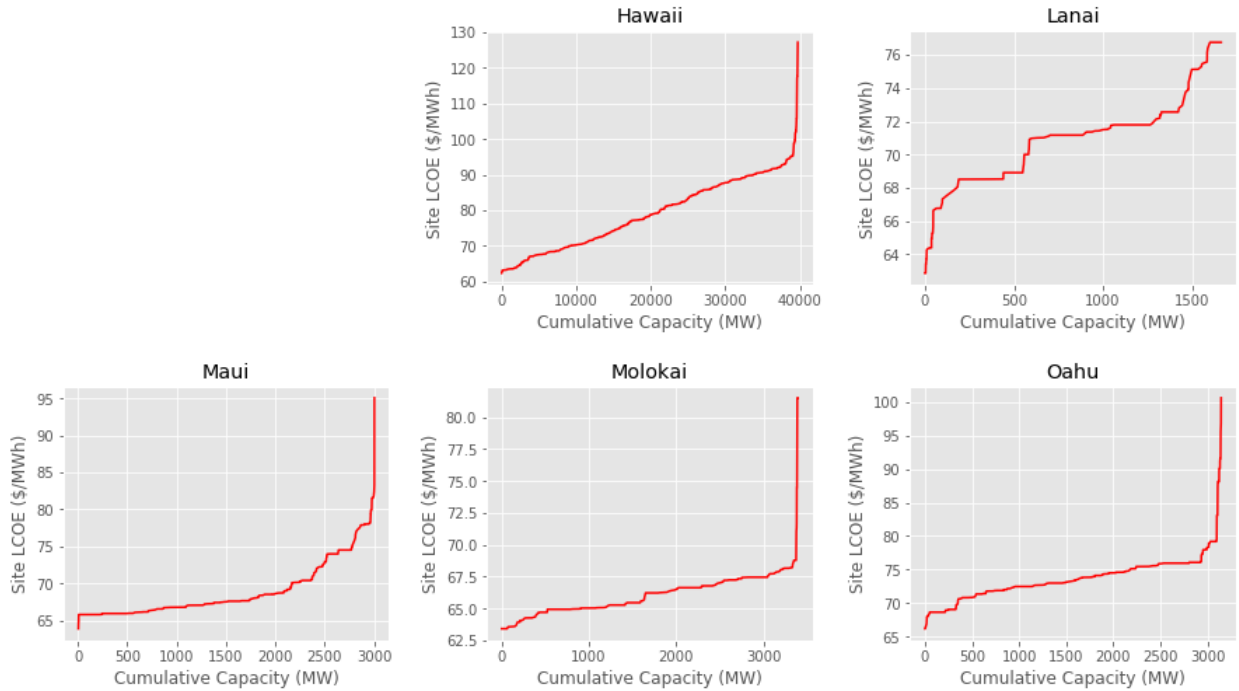 Hawaii
130
120
110
100
90
80
70
60
Site LCOE ($/MWh)
0 10000 20000 30000 40000
Cumulative Capacity (MW)
Lanai
76
74
72
70
68
66
64
Site LCOE ($/MWh)
0 500 1000 1500
Cumulative Capacity (MW)
Maui
95
90
85
80
75
70
65
Site LCOE ($/MWh)
0 500 1000 1500 2000 2500 3000
Cumulative Capacity (MW)
Molokai
80.0
77.5
75.0
72.5
70.0
67.5
65.0
62.5
Site LCOE ($/MWh)
0 1000 2000 3000
Cumulative Capacity (MW)
Oahu
100
95
90
85
80
75
70
65
Site LCOE ($/MWh)
0 500 1000 1500 2000 2500 3000
Cumulative Capacity (MW)